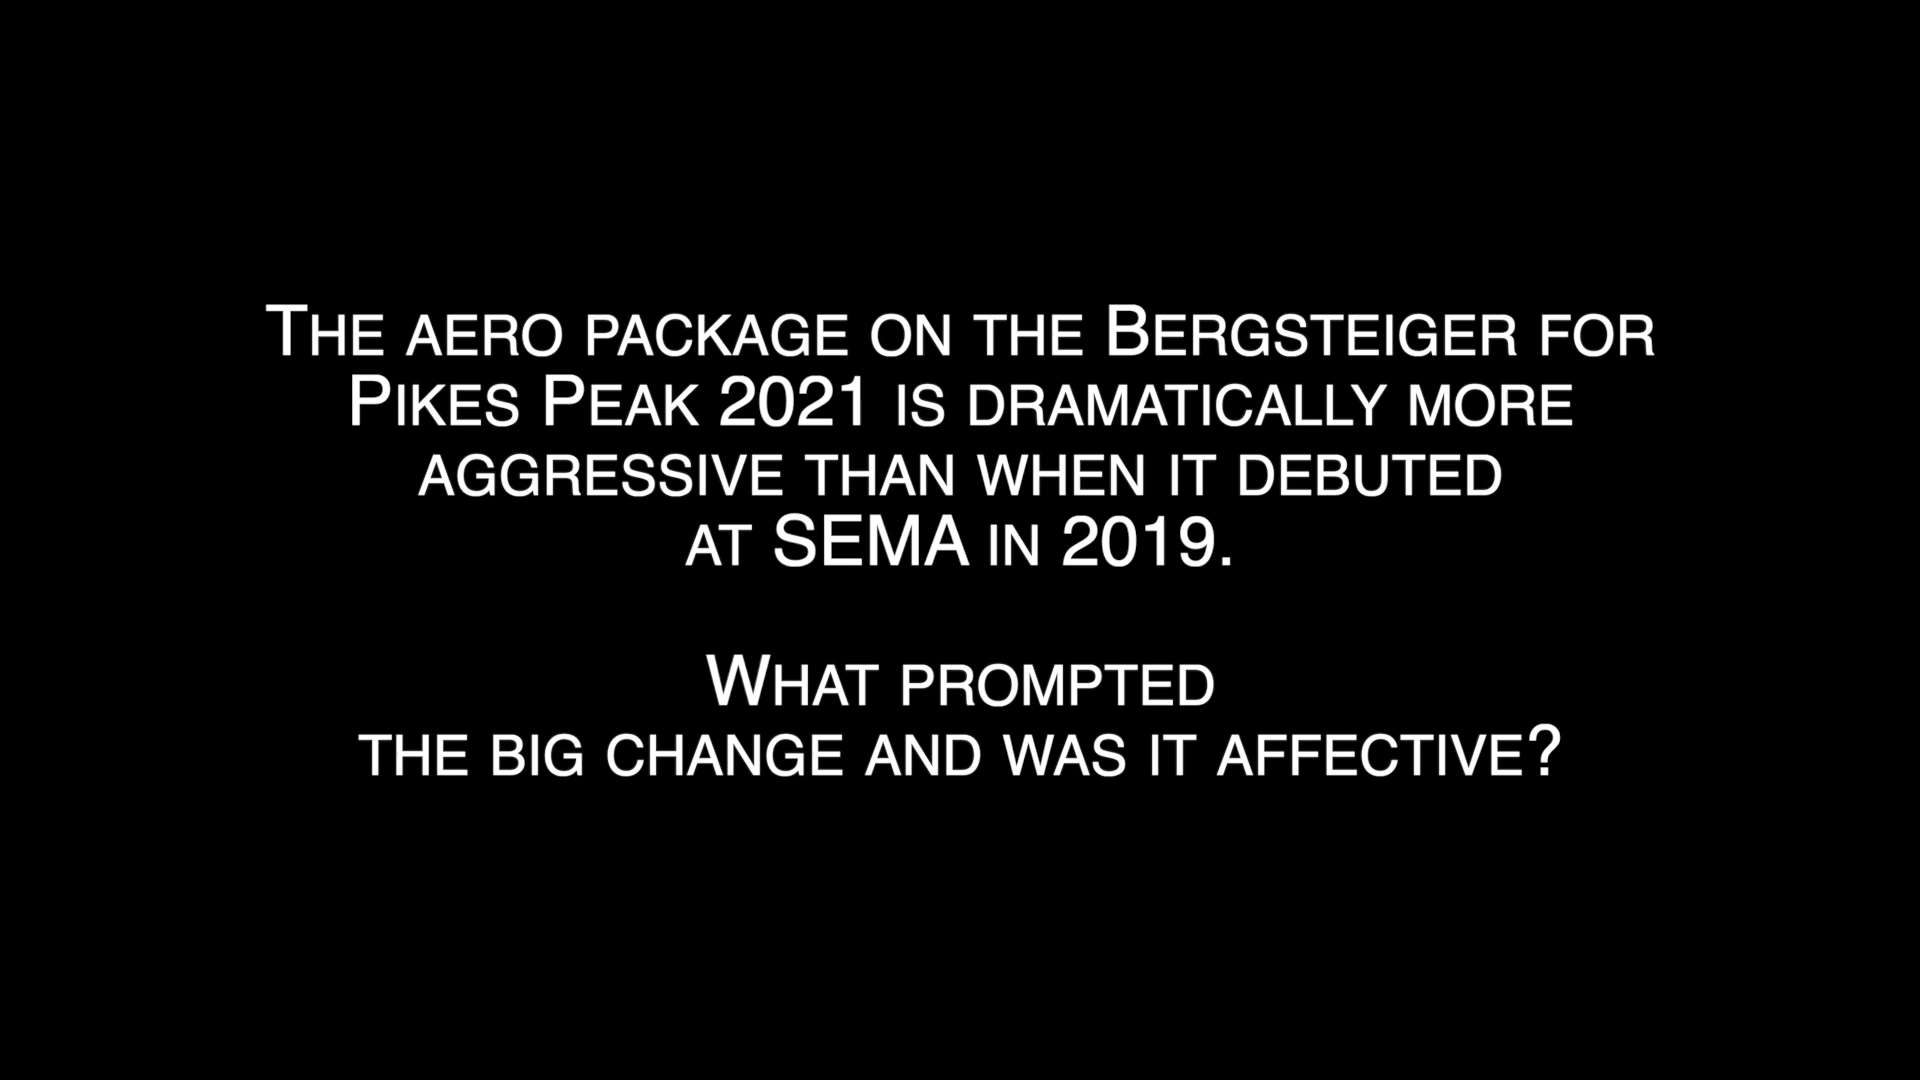 The aero package on the Bergsteiger for
Pikes Peak 2021 is dramatically more
aggressive than when it debuted
at SEMA in 2019.
What prompted
the big change and was it affective?